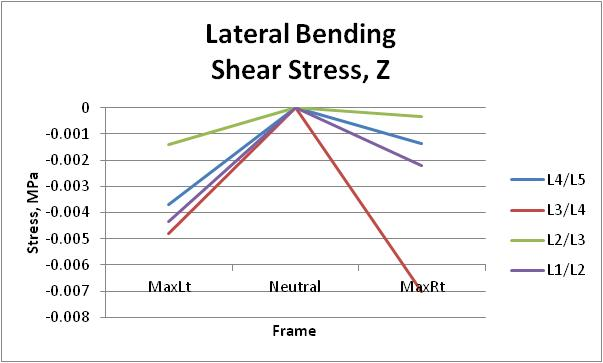 Lateral Bending
Shear Stress, Z
0
-0.001
-0.002
-0.003
-0.004
-0.005
-0.006
-0.007
-0.008
Stress, MPa
MaxLt Neutral MaxRt
Frame
L4/L5
L3/L4
L2/L3
L1/L2